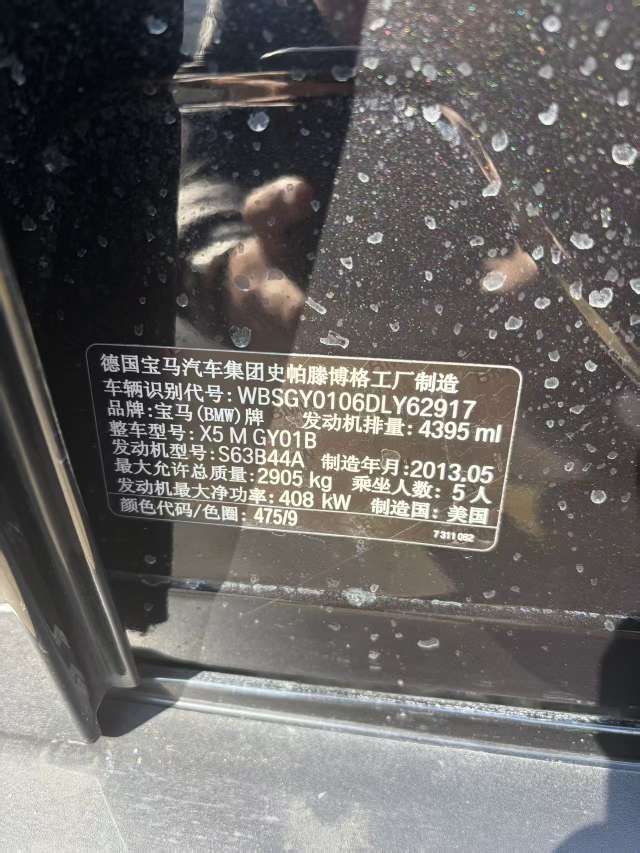 德国宝马汽车集团史帕滕博格工厂制造
车辆识别代号: WBSGY0106DLY62917
品牌: 宝马(BMW)牌 发动机排量: 4395 ml
整车型号: X5 M GY01B
发动机型号: S63B44A 制造年月: 2013.05
最大允许总质量: 2905 kg 乘坐人数: 5 人
发动机最大净功率: 408 kW 制造国: 美国
颜色代码/色圈: 475/9
7 311 092